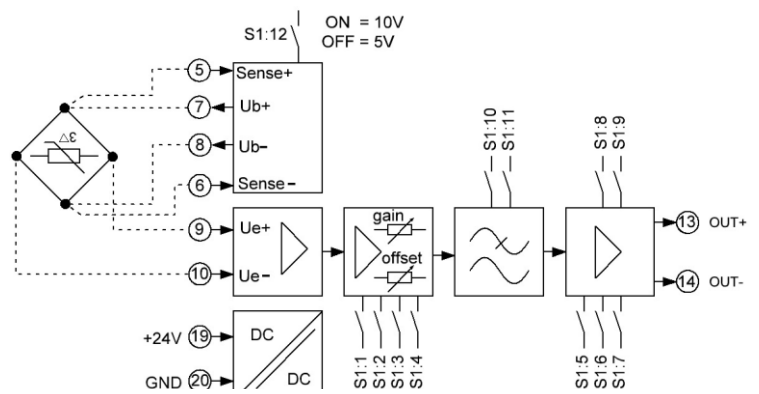 S1:12
ON = 10V
OFF = 5V
5
Sense+
7
Ub+
8
Ub-
6
Sense-
Δε
9
Ue+
10
Ue-
gain
offset
S1:10
S1:11
S1:8
S1:9
13
OUT+
14
OUT-
+24V
19
DC
GND
20
DC
S1:1
S1:2
S1:3
S1:4
S1:5
S1:6
S1:7